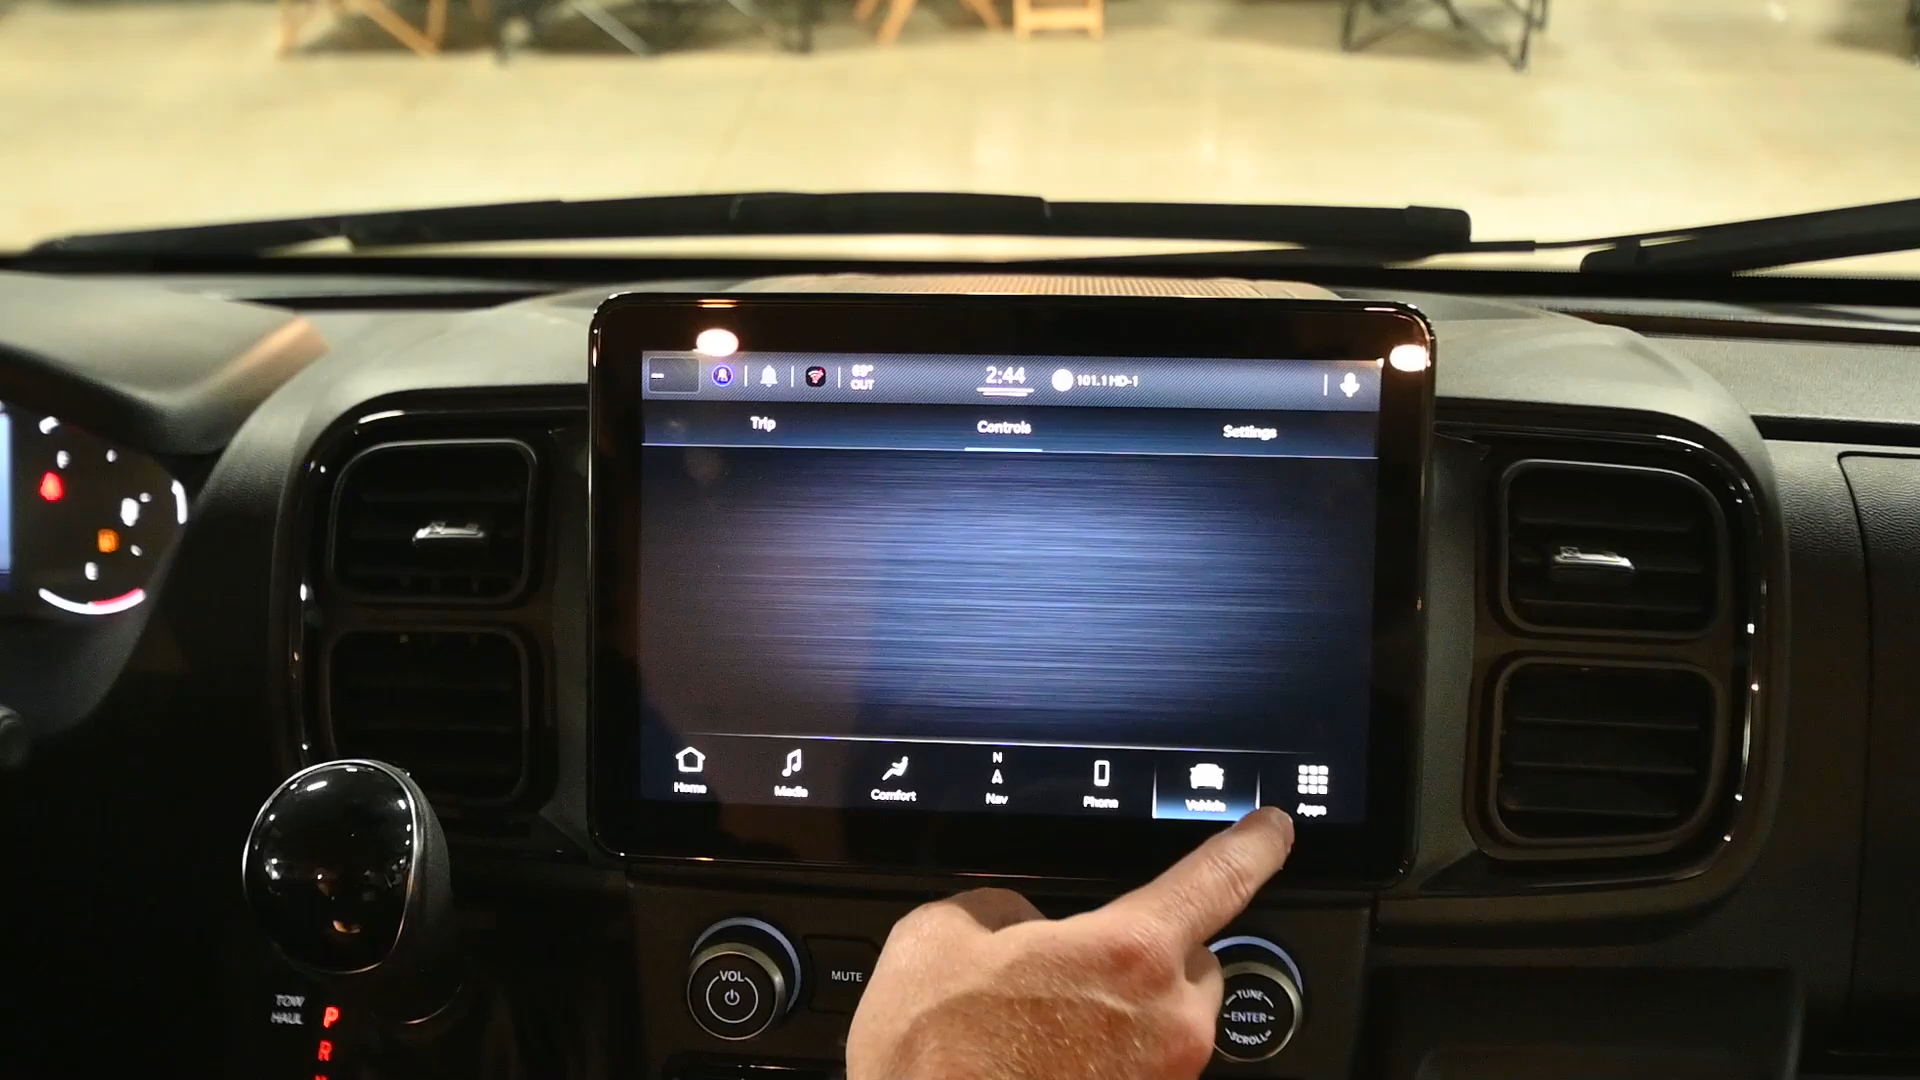 69°
OUT
2:44
101.1 HD-1
Trip
Controls
Settings
Home
Media
Comfort
N
Nav
Phone
Vehicle
Apps
VOL
MUTE
TUNE
ENTER
SCROLL
TOW
HAUL
P
R